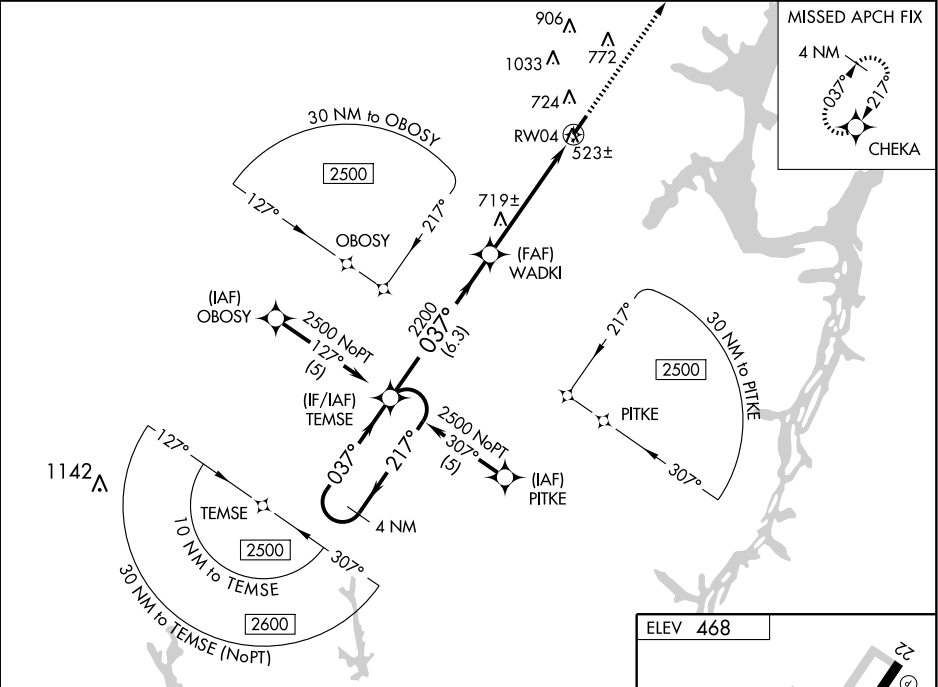 MISSED APCH FIX
4 NM
037°
217°
CHEKA
906
772
1033
724
RW04
523±
30 NM to OBOSY
2500
127°
217°
OBOSY
719±
(FAF)
WADKI
(IAF)
OBOSY
2500 NoPT
127°
(5)
2200
037°
(6.3)
(IF/IAF)
TEMSE
037°
217°
4 NM
2500 NoPT
307°
(5)
(IAF)
PITKE
217°
30 NM to PITKE
2500
PITKE
307°
1142
127°
TEMSE
10 NM to TEMSE
2500
307°
30 NM to TEMSE (NoPT)
2600
ELEV 468
22
P